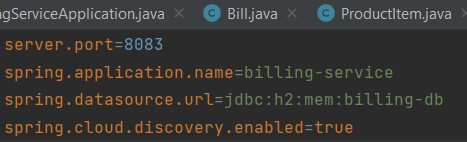 ngServiceApplication.java × Bill.java × ProductItem.java
server.port=8083
spring.application.name=billing-service
spring.datasource.url=jdbc:h2:mem:billing-db
spring.cloud.discovery.enabled=true